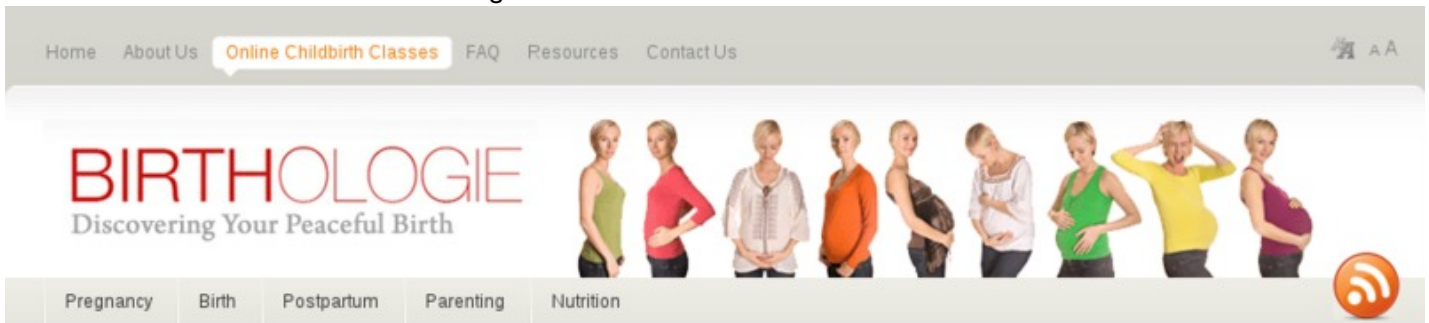 Home About Us Online Childbirth Classes FAQ Resources Contact Us A A A
BIRTHOLOGIE
Discovering Your Peaceful Birth
Pregnancy Birth Postpartum Parenting Nutrition